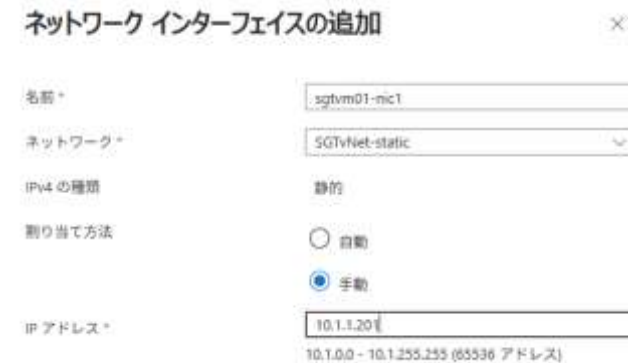 ネットワーク インターフェイスの追加
名前 *
sgtvm01-nic1
ネットワーク *
SGTvNet-static
IPv4 の種類
静的
割り当て方法
自動
手動
IP アドレス *
10.1.1.201
10.1.0.0 - 10.1.255.255 (65536 アドレス)